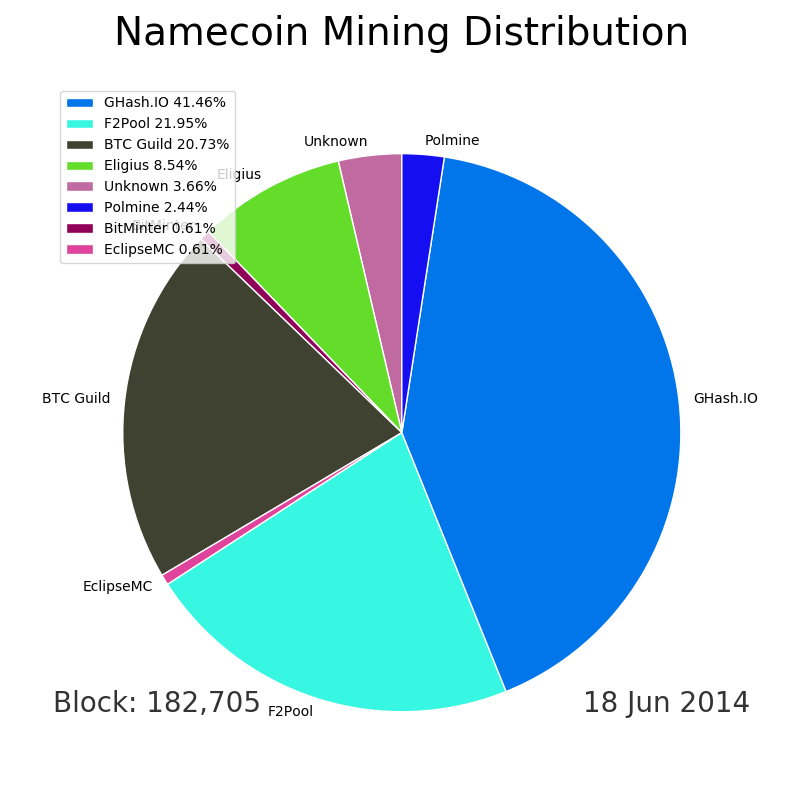 Namecoin Mining Distribution
GHash.IO 41.46%
F2Pool 21.95%
BTC Guild 20.73%
Eligius 8.54%
Unknown 3.66%
Polmine 2.44%
BitMinter 0.61%
EclipseMC 0.61%
Unknown
Polmine
Eligius
BitMinter
BTC Guild
GHash.IO
EclipseMC
F2Pool
Block: 182,705
18 Jun 2014